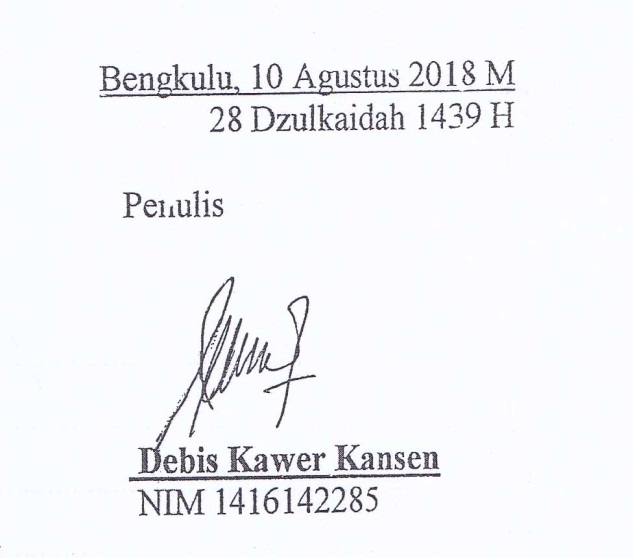 Bengkulu, 10 Agustus 2018 M
28 Dzulkaidah 1439 H
Penulis
Debis Kawer Kansen
NIM 1416142285